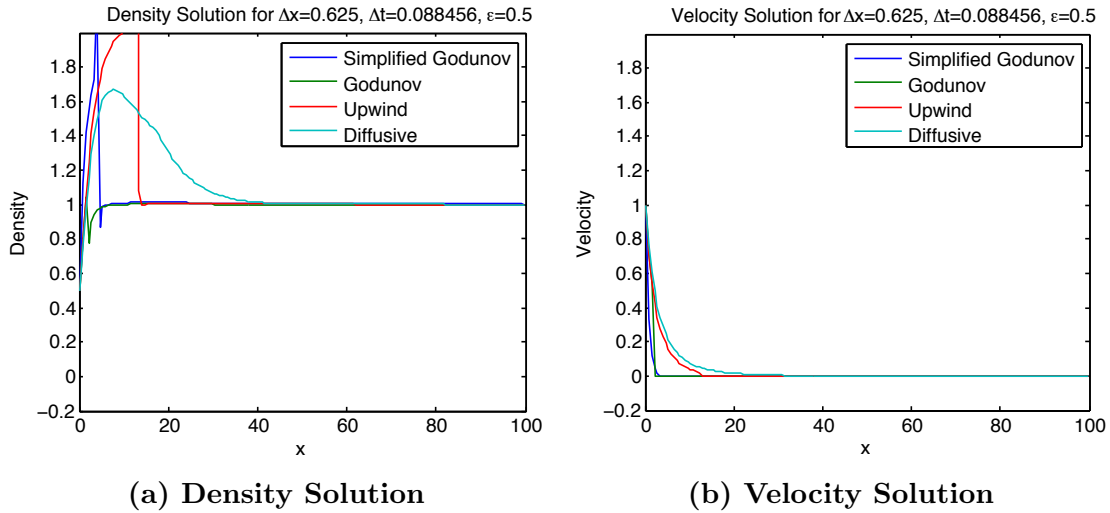 Density Solution for Δx=0.625, Δt=0.088456, ε=0.5
1.8
1.6
1.4
1.2
1
0.8
0.6
0.4
0.2
0
−0.2
Density
Simplified Godunov
Godunov
Upwind
Diffusive
0 20 40 60 80 100
x
(a) Density Solution
Velocity Solution for Δx=0.625, Δt=0.088456, ε=0.5
1.8
1.6
1.4
1.2
1
0.8
0.6
0.4
0.2
0
−0.2
Velocity
Simplified Godunov
Godunov
Upwind
Diffusive
0 20 40 60 80 100
x
(b) Velocity Solution